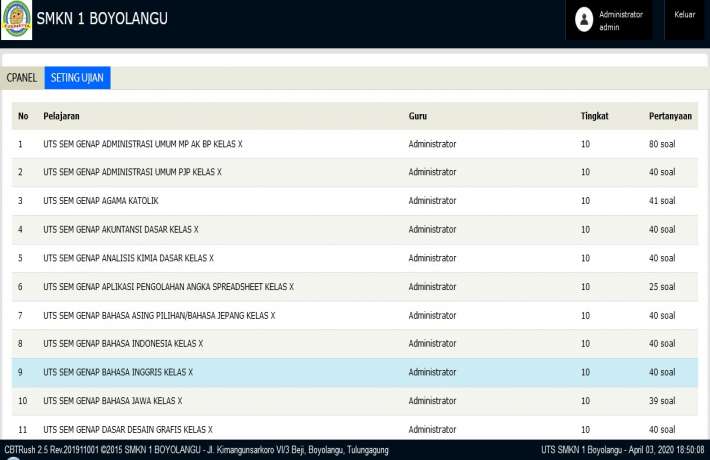 SMKN 1 BOYOLANGU
Administrator
admin
Keluar
CPANEL SETING UJIAN
No Pelajaran Guru Tingkat Pertanyaan
1 UTS SEM GENAP ADMINISTRASI UMUM MP AK BP KELAS X Administrator 10 80 soal
2 UTS SEM GENAP ADMINISTRASI UMUM PJP KELAS X Administrator 10 40 soal
3 UTS SEM GENAP AGAMA KATOLIK Administrator 10 41 soal
4 UTS SEM GENAP AKUNTANSI DASAR KELAS X Administrator 10 40 soal
5 UTS SEM GENAP ANALISIS KIMIA DASAR KELAS X Administrator 10 40 soal
6 UTS SEM GENAP APLIKASI PENGOLAHAN ANGKA SPREADSHEET KELAS X Administrator 10 25 soal
7 UTS SEM GENAP BAHASA ASING PILIHAN/BAHASA JEPANG KELAS X Administrator 10 40 soal
8 UTS SEM GENAP BAHASA INDONESIA KELAS X Administrator 10 40 soal
9 UTS SEM GENAP BAHASA INGGRIS KELAS X Administrator 10 40 soal
10 UTS SEM GENAP BAHASA JAWA KELAS X Administrator 10 39 soal
11 UTS SEM GENAP DASAR DESAIN GRAFIS KELAS X Administrator 10 40 soal
CBTRush 2.5 Rev.201911001 ©2015 SMKN 1 BOYOLANGU - Jl. Kimangunsarkoro VI/3 Beji, Boyolangu, Tulungagung UTS SMKN 1 Boyolangu - April 03, 2020 18:50:08